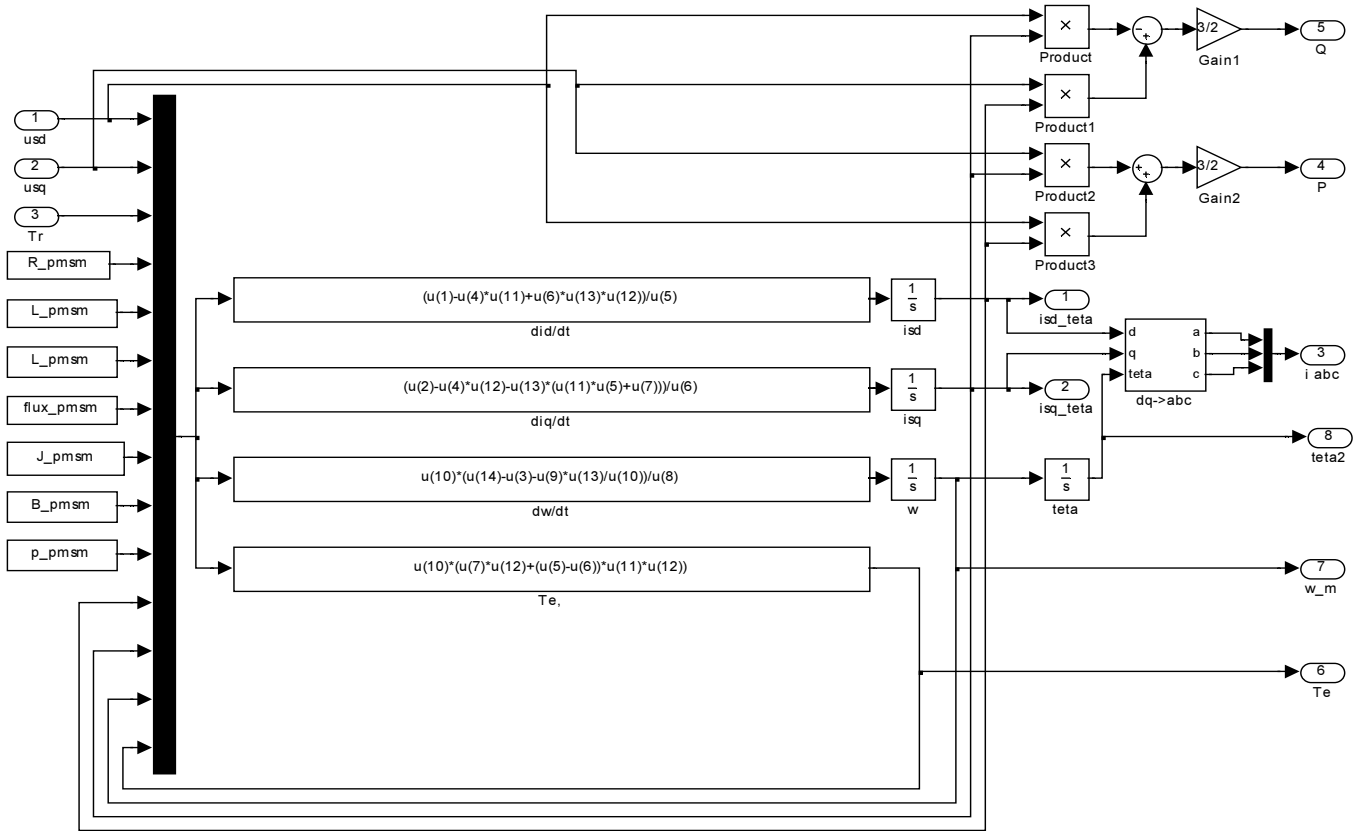 1
usd
2
usq
3
Tr
R_pmsm
L_pmsm
L_pmsm
flux_pmsm
J_pmsm
B_pmsm
p_pmsm
(u(1)-u(4)*u(11)+u(6)*u(13)*u(12))/u(5)
did/dt
(u(2)-u(4)*u(12)-u(13)*(u(11)*u(5)+u(7)))/u(6)
diq/dt
u(10)*(u(14)-u(3)-u(9)*u(13)/u(10))/u(8)
dw/dt
u(10)*(u(7)*u(12)+(u(5)-u(6))*u(11)*u(12))
Te,
1
s
isd
1
s
isq
1
s
w
1
s
teta
×
Product
×
Product1
×
Product2
×
Product3
-
+
+
+
3/2
Gain1
3/2
Gain2
5
Q
4
P
1
isd_teta
2
isq_teta
d
q
teta
a
b
c
dq->abc
3
i abc
8
teta2
7
w_m
6
Te